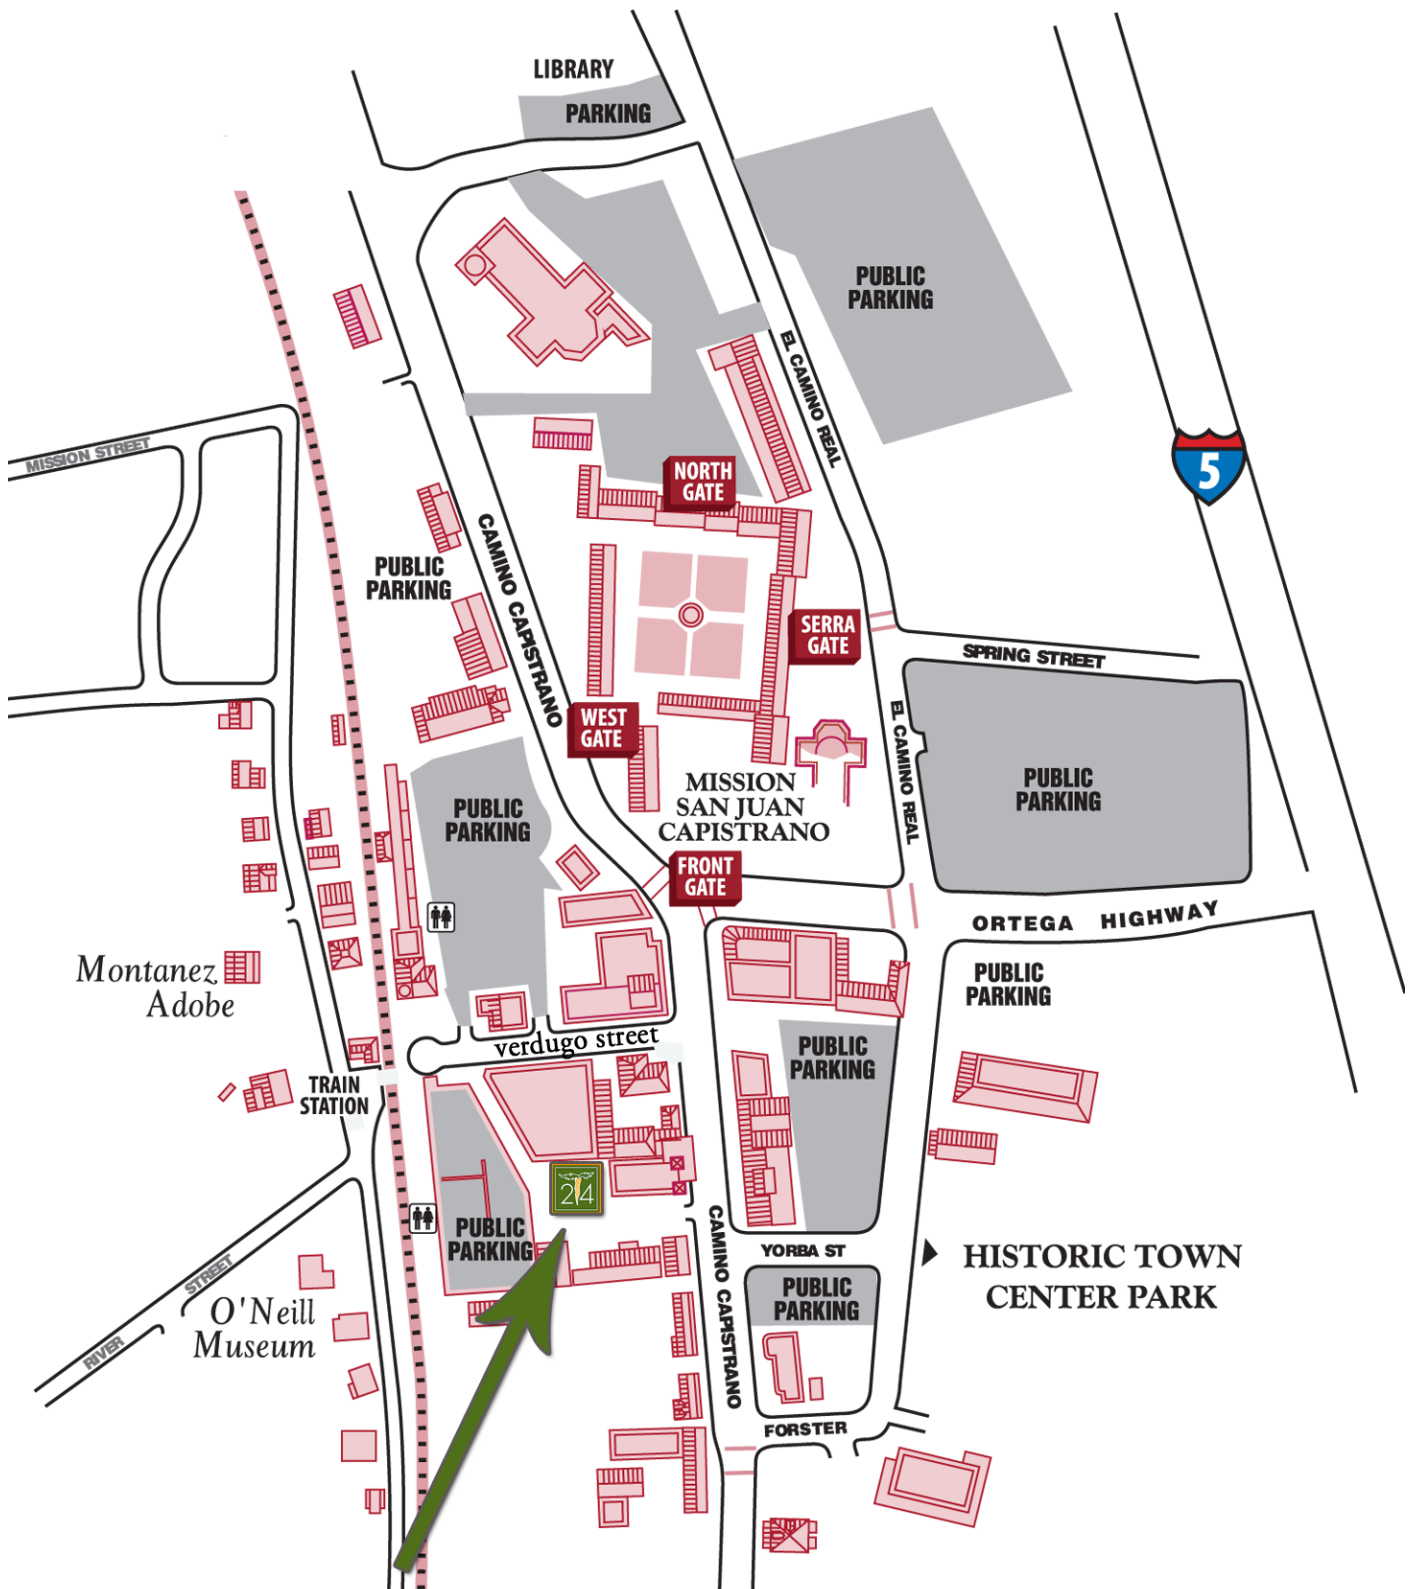 LIBRARY
PARKING
PUBLIC
PARKING
EL CAMINO REAL
MISSION STREET
5
NORTH
GATE
CAMINO CAPISTRANO
PUBLIC
PARKING
SERRA
GATE
SPRING STREET
WEST
GATE
EL CAMINO REAL
MISSION
SAN JUAN
CAPISTRANO
PUBLIC
PARKING
PUBLIC
PARKING
FRONT
GATE
ORTEGA HIGHWAY
Montanez
Adobe
PUBLIC
PARKING
verdugo street
PUBLIC
PARKING
TRAIN
STATION
24
PUBLIC
PARKING
CAMINO CAPISTRANO
YORBA ST
HISTORIC TOWN
CENTER PARK
PUBLIC
PARKING
O'Neill
Museum
RIVER STREET
FORSTER